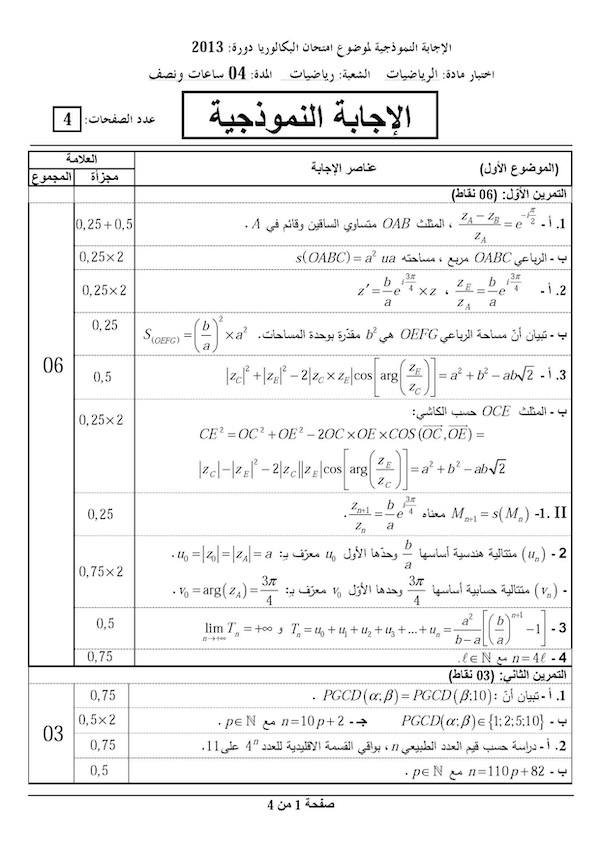 الإجابة النموذجية لموضوع امتحان البكالوريا دورة: 2013
اختبار مادة: الرياضيات الشعبة: رياضيات المدة: 04 ساعات ونصف
الإجابة النموذجية
عدد الصفحات: 4
العلامة
عناصر الإجابة (الموضوع الأول)
مجزأة المجموع
التمرين الأول: (06 نقاط)
1. أ - $\frac{z_A - z_B}{z_A} = e^{-i\frac{\pi}{2}}$ ، المثلث OAB متساوي الساقين وقائم في A .
0,25+0,5
ب - الرباعي OABC مربع ، مساحته $s(OABC) = a^2 ua$
0,25×2
2. أ - $\frac{z_E}{z_A} = \frac{b}{a}e^{i\frac{3\pi}{4}}$ ، $z' = \frac{b}{a}e^{i\frac{3\pi}{4}} \times z$
0,25×2
ب - تبيان أنّ مساحة الرباعي OEFG هي $b^2$ مقدّرة بوحدة المساحات. $S_{(OEFG)} = \left(\frac{b}{a}\right)^2 \times a^2$
0,25
06
3. أ - $|z_C|^2 + |z_E|^2 - 2|z_C \times z_E|\cos\left[\arg\left(\frac{z_E}{z_C}\right)\right] = a^2 + b^2 - ab\sqrt{2}$
0,5
ب - المثلث OCE حسب الكاشي:
0,25×2
$CE^2 = OC^2 + OE^2 - 2OC \times OE \times COS(\overrightarrow{OC}, \overrightarrow{OE}) =$
$|z_C| - |z_E|^2 - 2|z_C||z_E|\cos\left[\arg\left(\frac{z_E}{z_C}\right)\right] = a^2 + b^2 - ab\sqrt{2}$
1. II- $M_{n+1} = s(M_n)$ معناه $\frac{z_{n+1}}{z_n} = \frac{b}{a}e^{i\frac{3\pi}{4}}$ .
0,25
2 - $(u_n)$ متتالية هندسية أساسها $\frac{b}{a}$ وحدّها الأول $u_0$ معرّف بـ: $u_0 = |z_0| = |z_A| = a$ .
0,75×2
- $(v_n)$ متتالية حسابية أساسها $\frac{3\pi}{4}$ وحدها الأوّل $v_0$ معرّف بـ: $v_0 = \arg(z_A) = \frac{3\pi}{4}$ .
3 - $T_n = u_0 + u_1 + u_2 + u_3 + ... + u_n = \frac{a^2}{b-a}\left[\left(\frac{b}{a}\right)^{n+1} - 1\right]$ و $\lim_{n \to +\infty} T_n = +\infty$
0,5
4 - $n = 4\ell$ مع $\ell \in \mathbb{N}$.
0,75
التمرين الثاني: (03 نقاط)
1. أ - تبيان أنّ : $PGCD(\alpha;\beta) = PGCD(\beta;10)$ .
0,75
ب - $PGCD(\alpha;\beta) \in \{1;2;5;10\}$ جـ - $n = 10p + 2$ مع $p \in \mathbb{N}$ .
0,5×2
03
2. أ - دراسة حسب قيم العدد الطبيعي n ، بواقي القسمة الاقليدية للعدد $4^n$ على 11.
0,75
ب - $n = 110p + 82$ مع $p \in \mathbb{N}$ .
0,5
صفحة 1 من 4